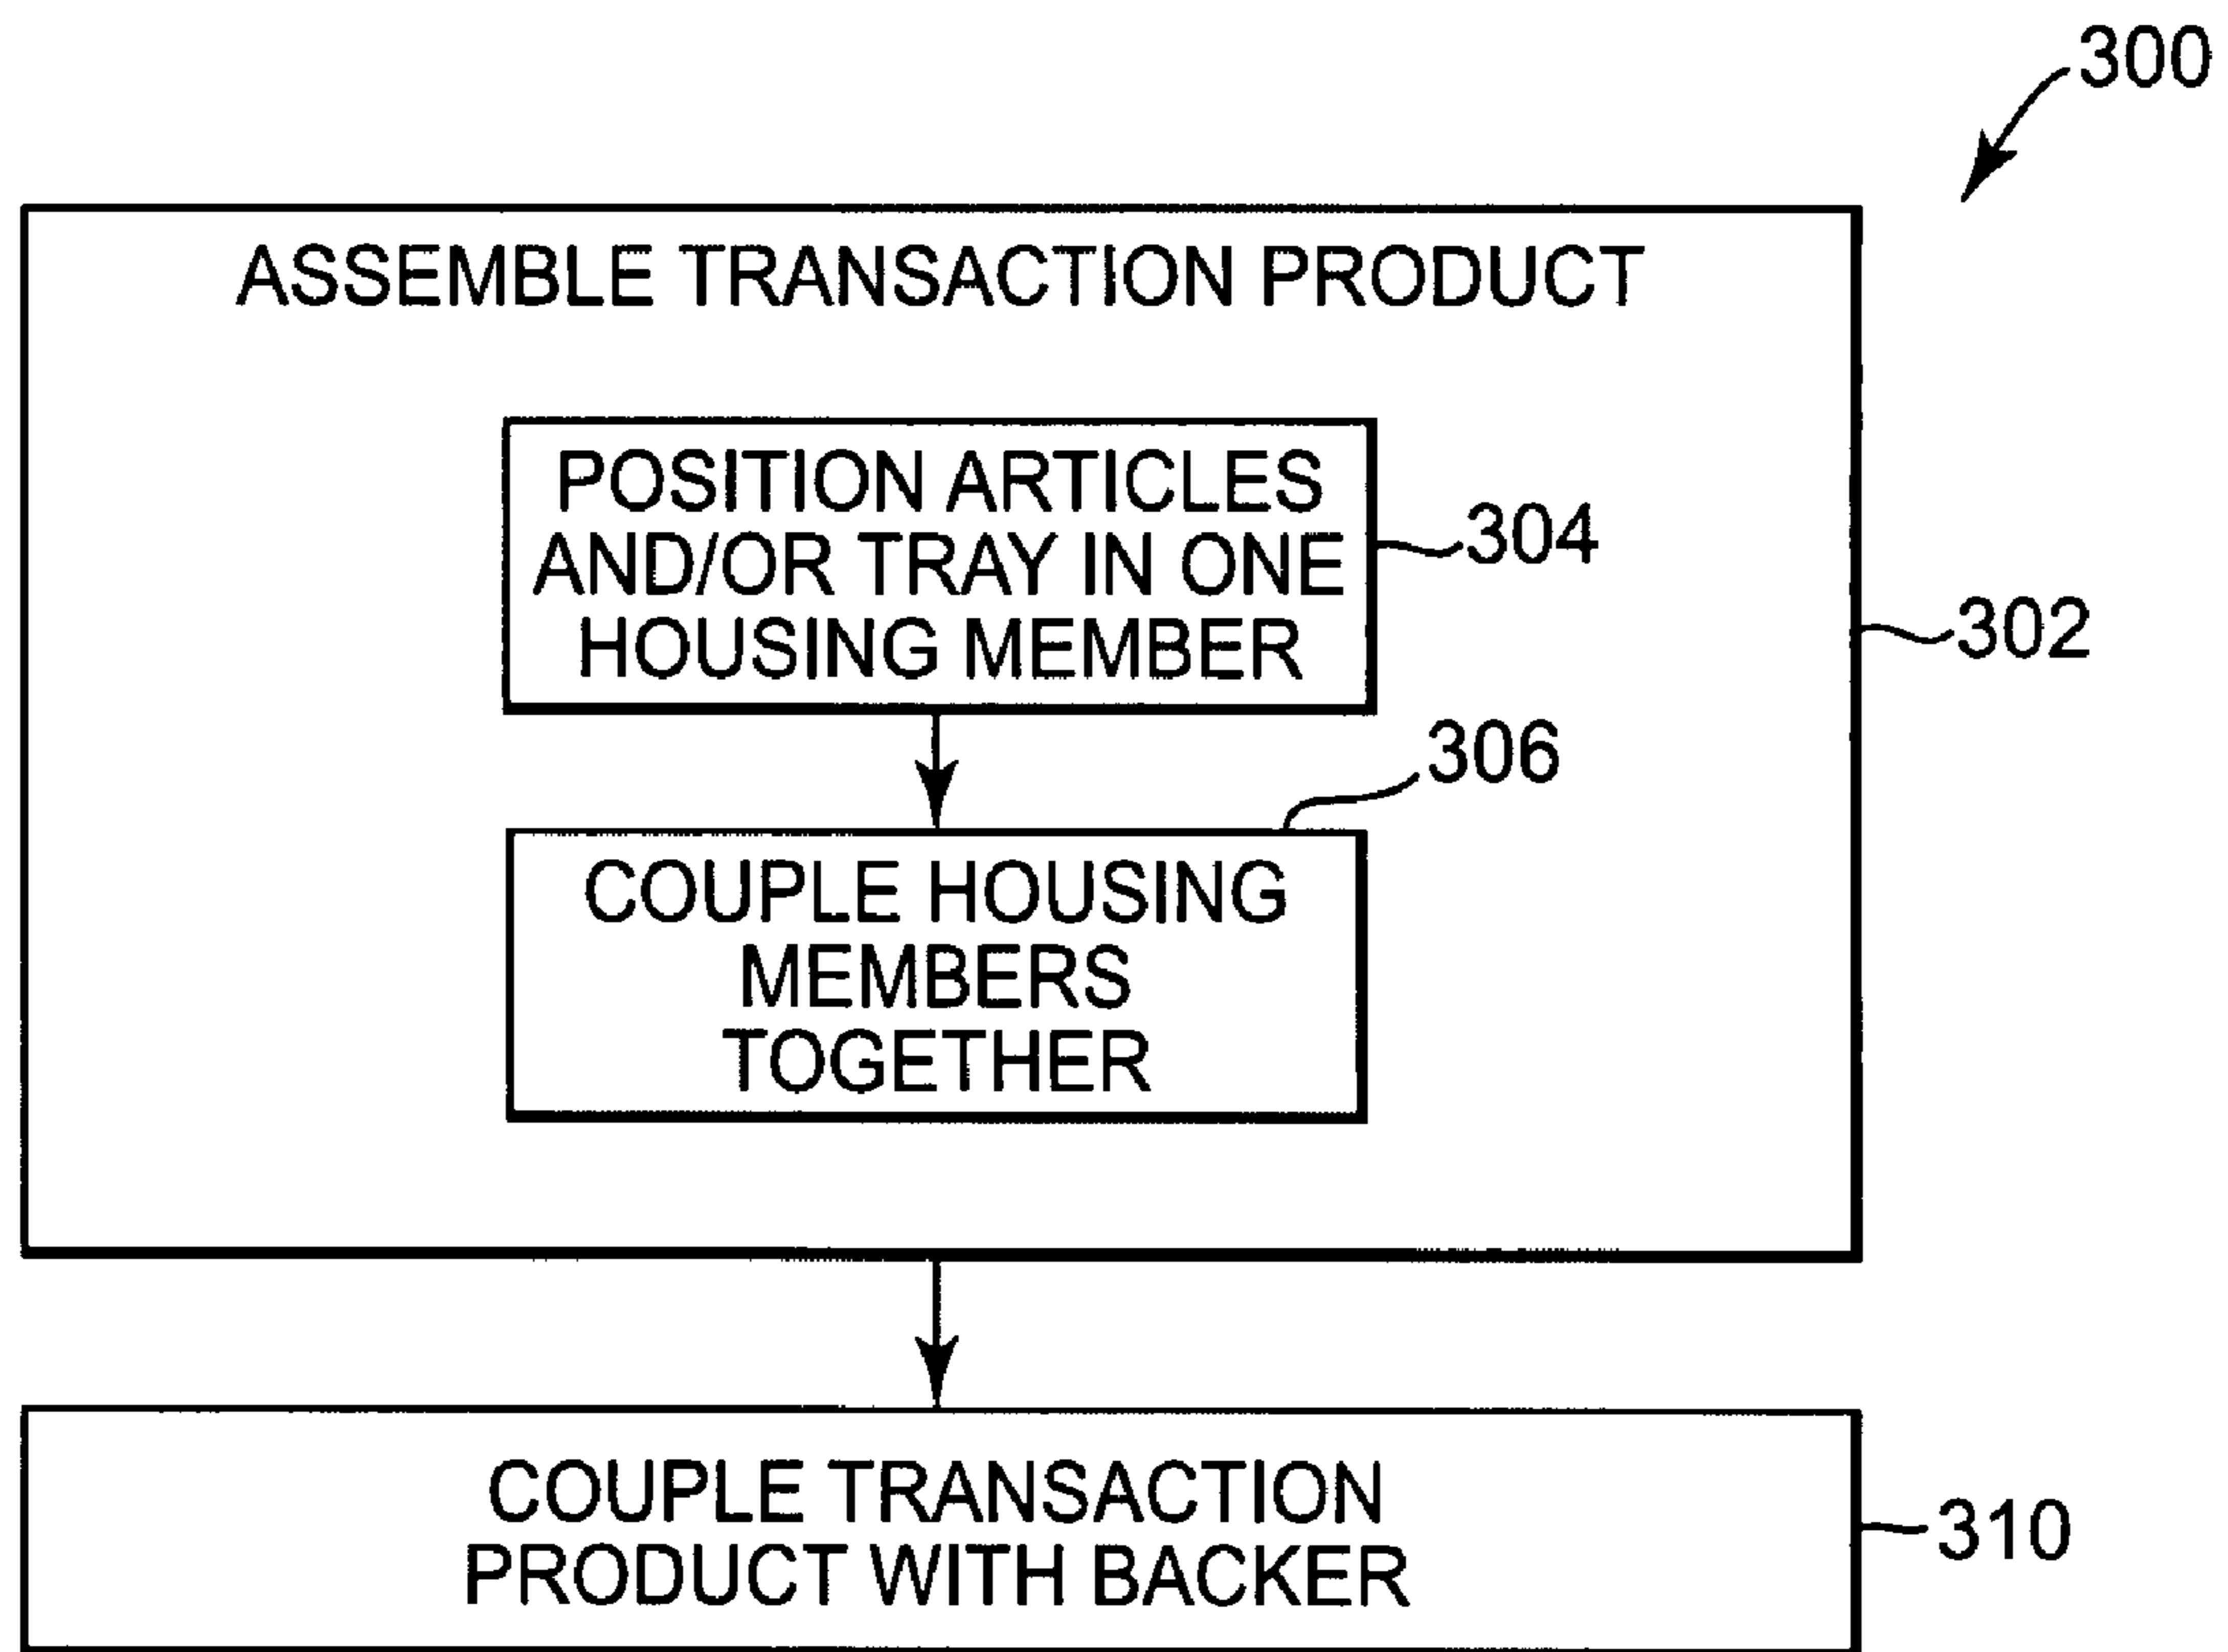 300
ASSEMBLE TRANSACTION PRODUCT
POSITION ARTICLES
AND/OR TRAY IN ONE
HOUSING MEMBER
304
302
306
COUPLE HOUSING
MEMBERS
TOGETHER
COUPLE TRANSACTION
PRODUCT WITH BACKER
310